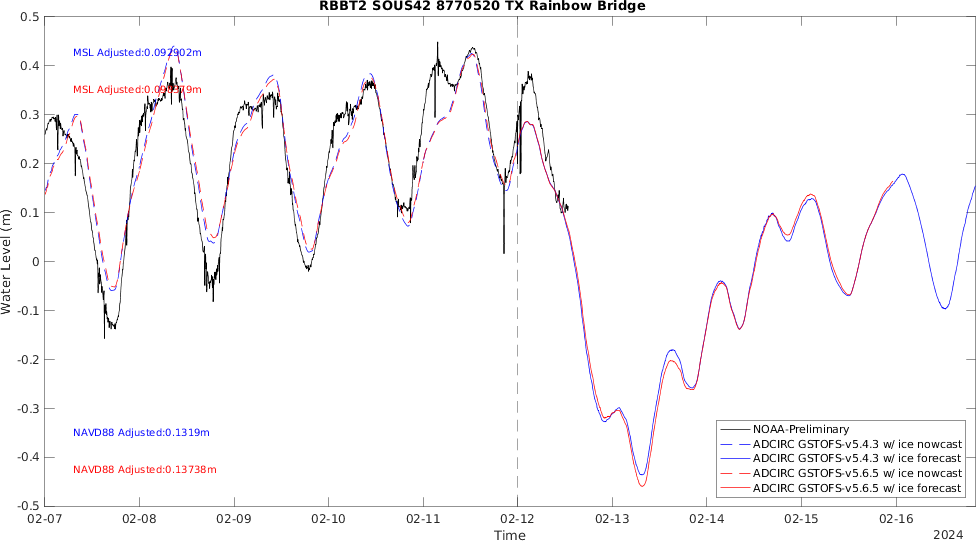 RBBT2 SOUS42 8770520 TX Rainbow Bridge
0.5
0.4
0.3
0.2
0.1
0
-0.1
-0.2
-0.3
-0.4
-0.5
Water Level (m)
MSL Adjusted:0.092902m
MSL Adjusted:
NAVD88 Adjusted:0.1319m
NAVD88 Adjusted:0.13738m
NOAA-Preliminary
ADCIRC GSTOFS-v5.4.3 w/ ice nowcast
ADCIRC GSTOFS-v5.4.3 w/ ice forecast
ADCIRC GSTOFS-v5.6.5 w/ ice nowcast
ADCIRC GSTOFS-v5.6.5 w/ ice forecast
02-07 02-08 02-09 02-10 02-11 02-12 02-13 02-14 02-15 02-16
Time
2024